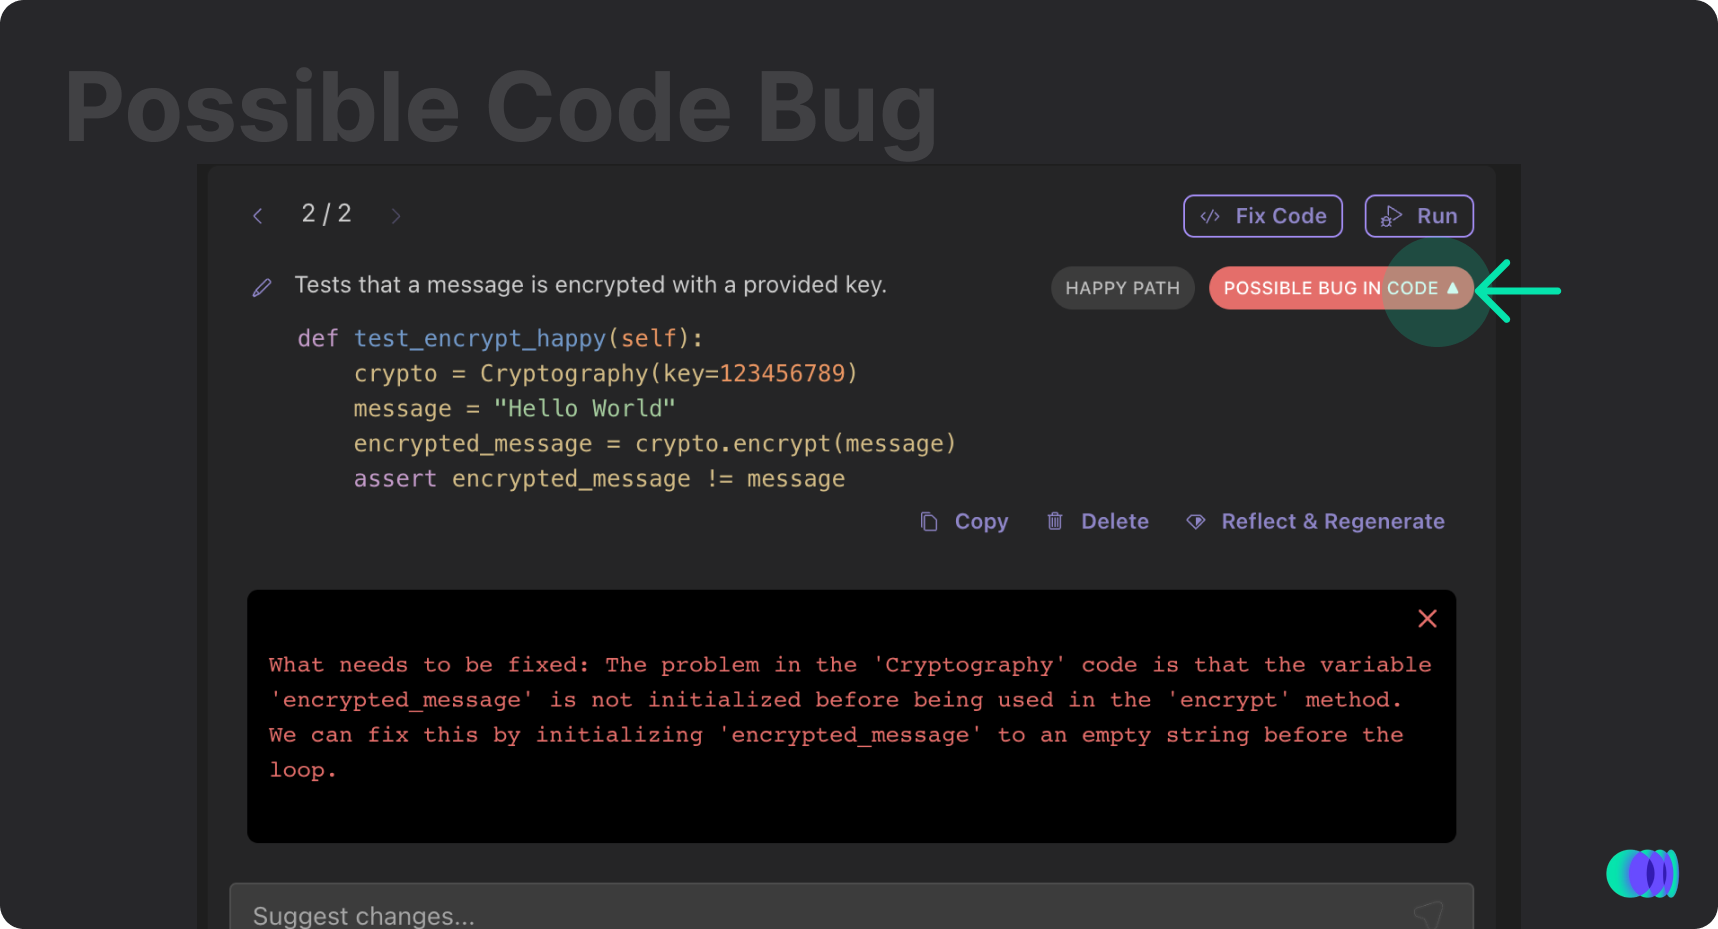 Possible Code Bug
2 / 2
Fix Code
Run
Tests that a message is encrypted with a provided key.
HAPPY PATH
POSSIBLE BUG IN CODE
def test_encrypt_happy(self):
crypto = Cryptography(key=123456789)
message = "Hello World"
encrypted_message = crypto.encrypt(message)
assert encrypted_message != message
Copy
Delete
Reflect & Regenerate
What needs to be fixed: The problem in the 'Cryptography' code is that the variable
'encrypted_message' is not initialized before being used in the 'encrypt' method.
We can fix this by initializing 'encrypted_message' to an empty string before the
loop.
Suggest changes...